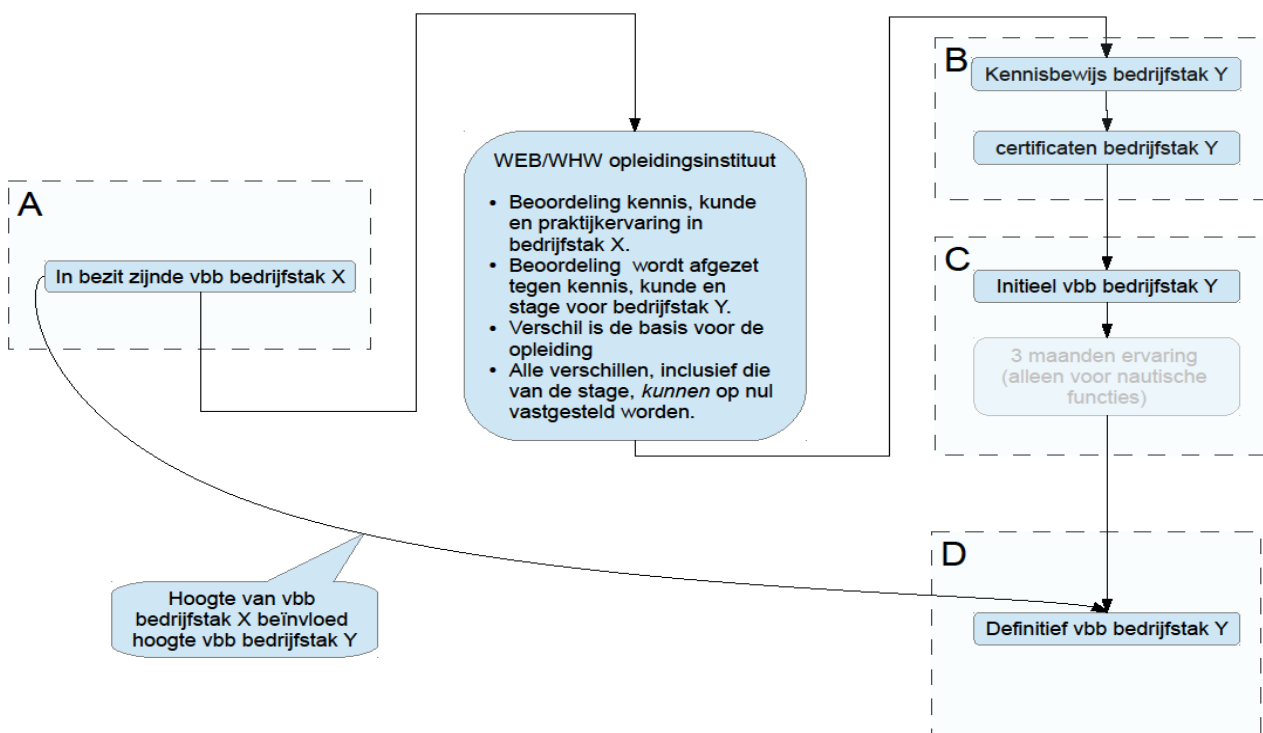 A
In bezit zijnde vbb bedrijfstak X
WEB/WHW opleidingsinstituut
• Beoordeling kennis, kunde
en praktijkervaring in
bedrijfstak X.
• Beoordeling wordt afgezet
tegen kennis, kunde en
stage voor bedrijfstak Y.
• Verschil is de basis voor de
opleiding
• Alle verschillen, inclusief die
van de stage, kunnen op nul
vastgesteld worden.
B
Kennisbewijs bedrijfstak Y
certificaten bedrijfstak Y
C
Initieel vbb bedrijfstak Y
3 maanden ervaring
(alleen voor nautische
functies)
D
Definitief vbb bedrijfstak Y
Hoogte van vbb
bedrijfstak X beïnvloed
hoogte vbb bedrijfstak Y